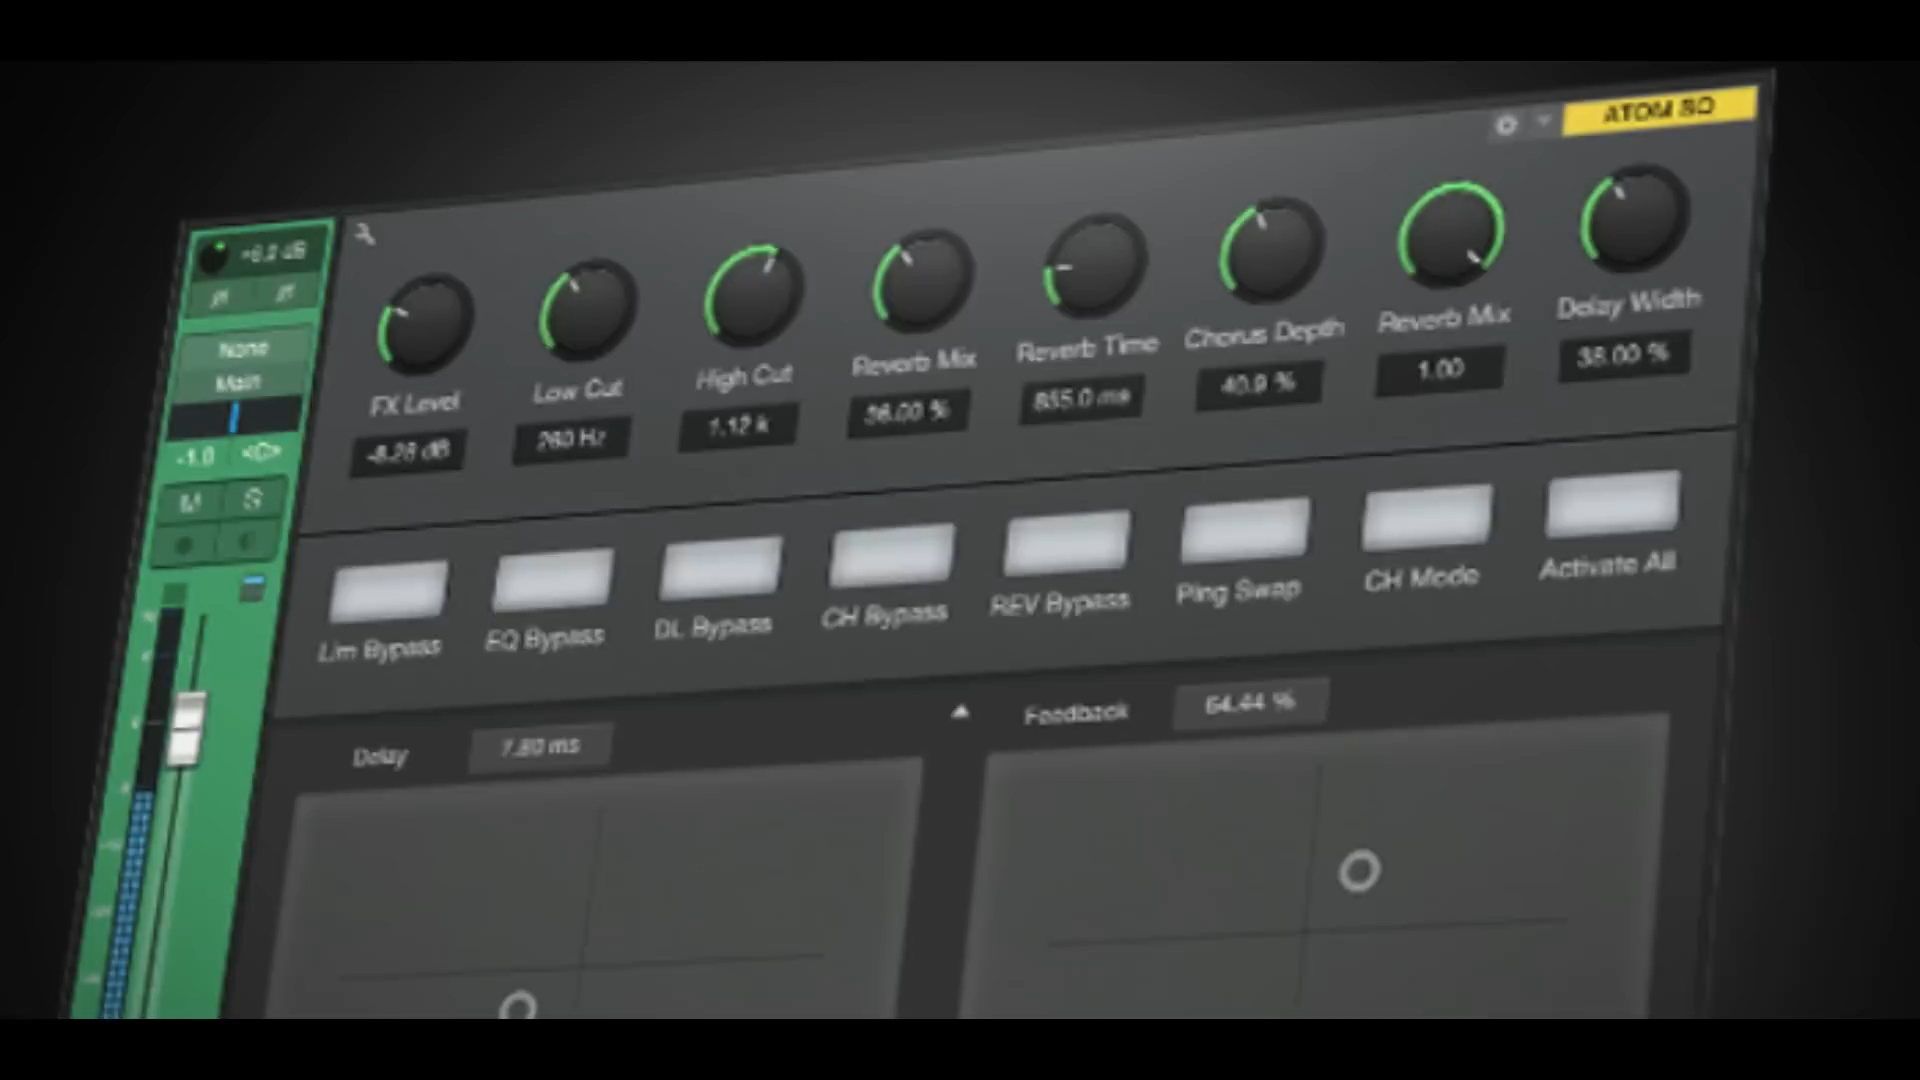 ATOM SQ
None
Main
-1.0 <C>
M S
FX Level
Low Cut
High Cut
Reverb Mix
Reverb Time
Chorus Depth
Reverb Mix
Delay Width
-8.28 dB
260 Hz
1.12 k
36.00 %
855.0 ms
40.9 %
1.00
38.00 %
Lim Bypass
EQ Bypass
DL Bypass
CH Bypass
REV Bypass
Ping Swap
CH Mode
Activate All
Delay 7.80 ms
Feedback 64.44 %